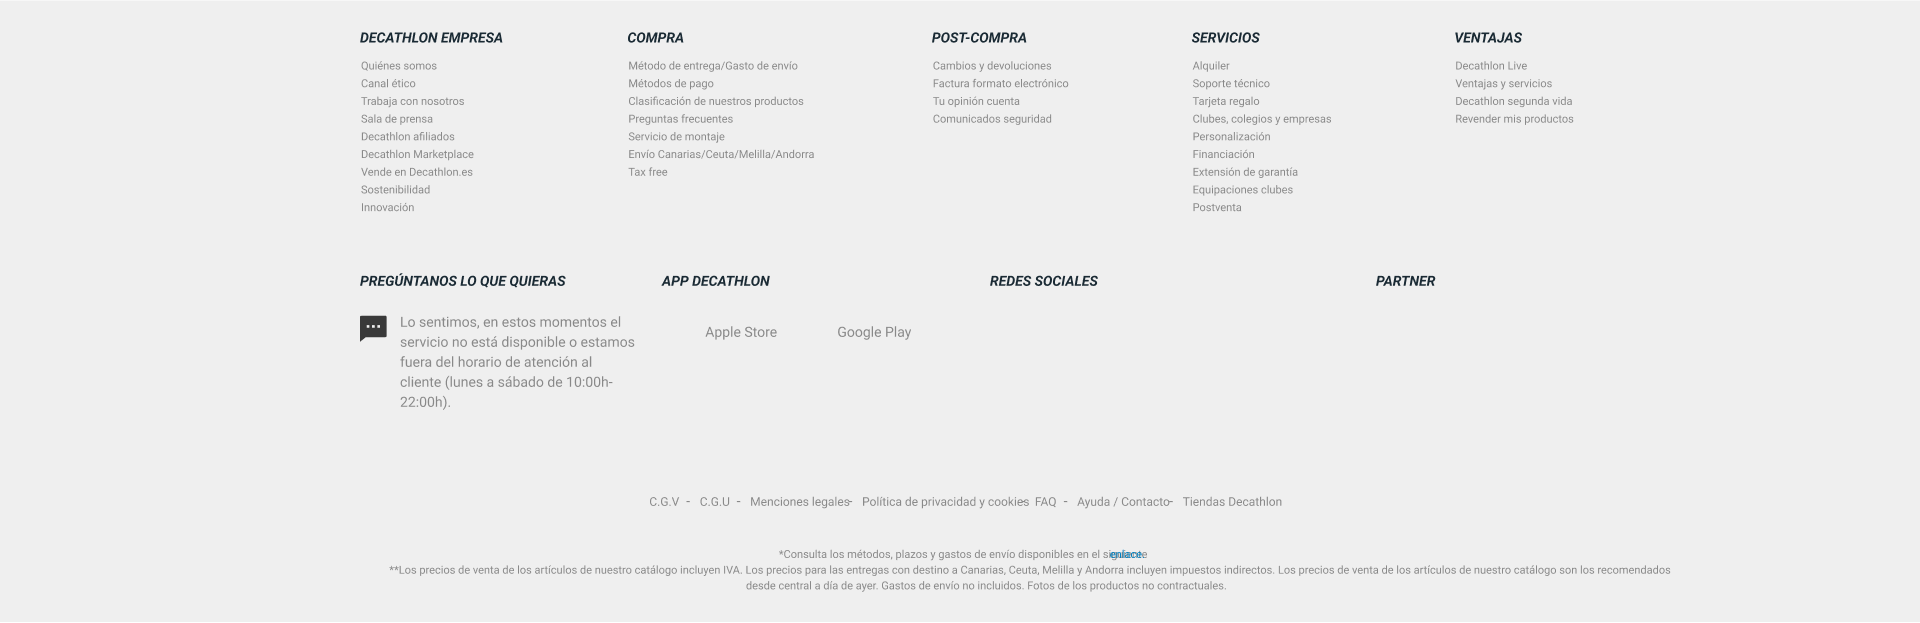 DECATHLON EMPRESA
Quiénes somos
Canal ético
Trabaja con nosotros
Sala de prensa
Decathlon afiliados
Decathlon Marketplace
Vende en Decathlon.es
Sostenibilidad
Innovación
COMPRA
Método de entrega/Gasto de envío
Métodos de pago
Clasificación de nuestros productos
Preguntas frecuentes
Servicio de montaje
Envío Canarias/Ceuta/Melilla/Andorra
Tax free
POST-COMPRA
Cambios y devoluciones
Factura formato electrónico
Tu opinión cuenta
Comunicados seguridad
SERVICIOS
Alquiler
Soporte técnico
Tarjeta regalo
Clubes, colegios y empresas
Personalización
Financiación
Extensión de garantía
Equipaciones clubes
Postventa
VENTAJAS
Decathlon Live
Ventajas y servicios
Decathlon segunda vida
Revender mis productos
PREGÚNTANOS LO QUE QUIERAS
Lo sentimos, en estos momentos el
servicio no está disponible o estamos
fuera del horario de atención al
cliente (lunes a sábado de 10:00h-
22:00h).
APP DECATHLON
Apple Store
Google Play
REDES SOCIALES
PARTNER
C.G.V - C.G.U - Menciones legales- Política de privacidad y cookies- FAQ - Ayuda / Contacto- Tiendas Decathlon
*Consulta los métodos, plazos y gastos de envío disponibles en el siguiente enlace.
**Los precios de venta de los artículos de nuestro catálogo incluyen IVA. Los precios para las entregas con destino a Canarias, Ceuta, Melilla y Andorra incluyen impuestos indirectos. Los precios de venta de los artículos de nuestro catálogo son los recomendados
desde central a día de ayer. Gastos de envío no incluidos. Fotos de los productos no contractuales.